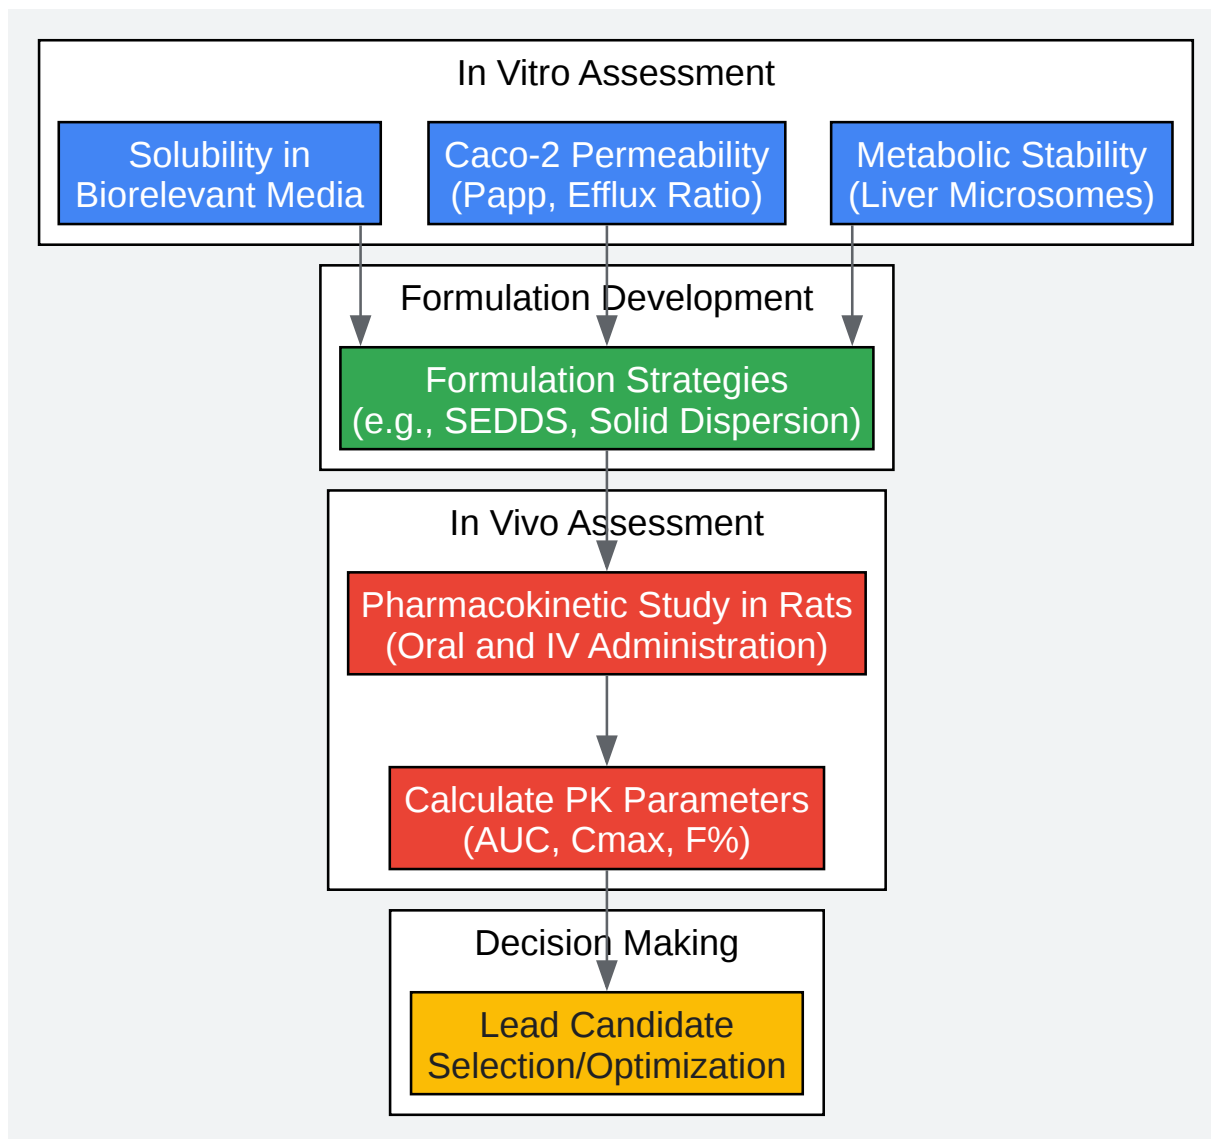 In Vitro Assessment
Solubility in
Biorelevant Media
Caco-2 Permeability
(Papp, Efflux Ratio)
Metabolic Stability
(Liver Microsomes)
Formulation Development
Formulation Strategies
(e.g., SEDDS, Solid Dispersion)
In Vivo Assessment
Pharmacokinetic Study in Rats
(Oral and IV Administration)
Calculate PK Parameters
(AUC, Cmax, F%)
Decision Making
Lead Candidate
Selection/Optimization